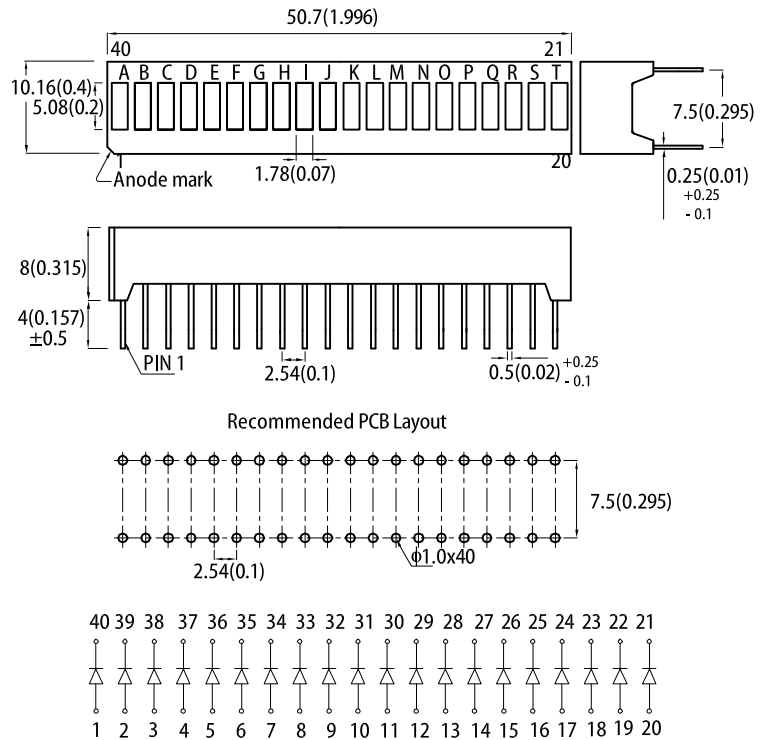 50.7(1.996)
40 21
A B C D E F G H I J K L M N O P Q R S T
10.16(0.4)
5.08(0.2)
7.5(0.295)
1 20
Anode mark
1.78(0.07)
0.25(0.01)
+0.25
- 0.1
8(0.315)
4(0.157)
±0.5
PIN 1
2.54(0.1)
0.5(0.02) +0.25
- 0.1
Recommended PCB Layout
7.5(0.295)
ϕ1.0x40
2.54(0.1)
40 39 38 37 36 35 34 33 32 31 30 29 28 27 26 25 24 23 22 21
1 2 3 4 5 6 7 8 9 10 11 12 13 14 15 16 17 18 19 20